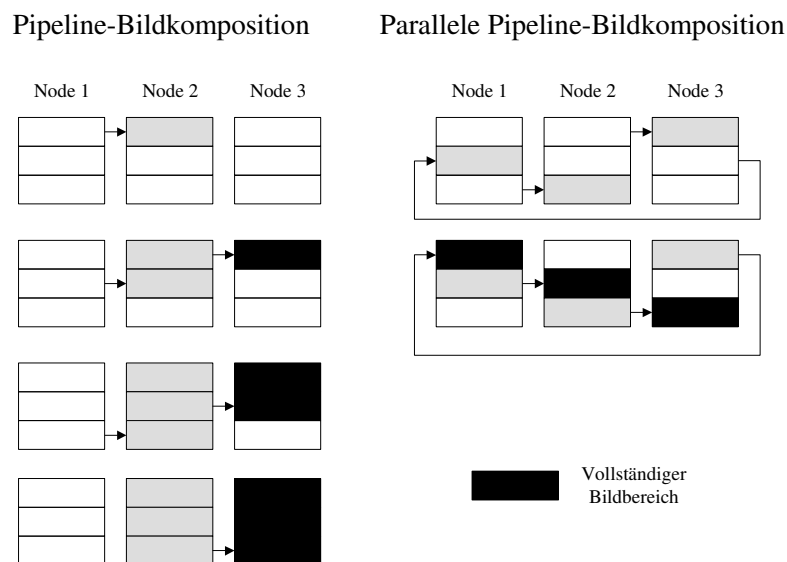 Pipeline-Bildkomposition
Parallele Pipeline-Bildkomposition
Node 1 Node 2 Node 3
Node 1 Node 2 Node 3
Vollständiger
Bildbereich